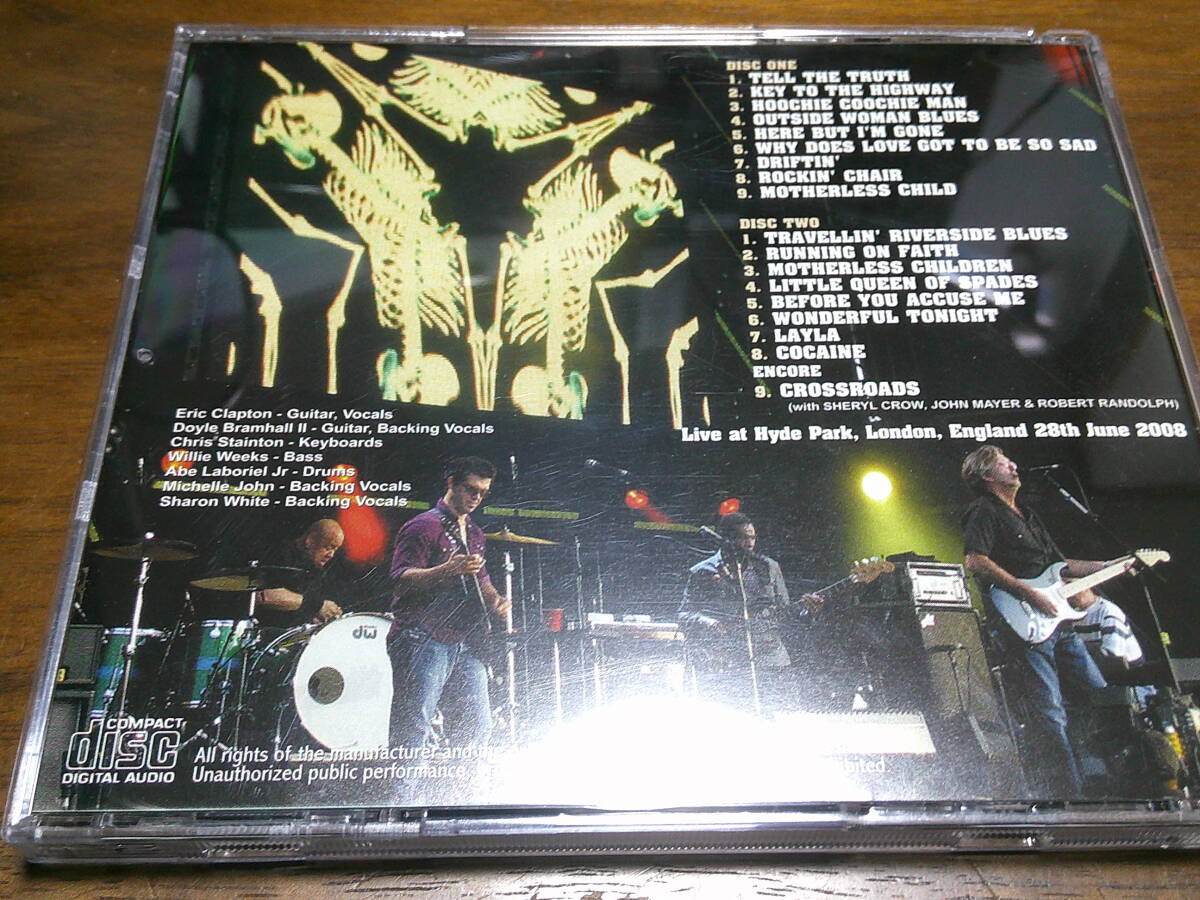 DISC ONE
1. TELL THE TRUTH
2. KEY TO THE HIGHWAY
3. HOOCHIE COOCHIE MAN
4. OUTSIDE WOMAN BLUES
5. HERE BUT I'M GONE
6. WHY DOES LOVE GOT TO BE SO SAD
7. DRIFTIN'
8. ROCKIN' CHAIR
9. MOTHERLESS CHILD
DISC TWO
1. TRAVELLIN' RIVERSIDE BLUES
2. RUNNING ON FAITH
3. MOTHERLESS CHILDREN
4. LITTLE QUEEN OF SPADES
5. BEFORE YOU ACCUSE ME
6. WONDERFUL TONIGHT
7. LAYLA
8. COCAINE
ENCORE
9. CROSSROADS
(with SHERYL CROW, JOHN MAYER & ROBERT RANDOLPH)
Live at Hyde Park, London, England 28th June 2008
Eric Clapton - Guitar, Vocals
Doyle Bramhall II - Guitar, Backing Vocals
Chris Stainton - Keyboards
Willie Weeks - Bass
Abe Laboriel Jr - Drums
Michelle John - Backing Vocals
Sharon White - Backing Vocals
COMPACT
disc
DIGITAL AUDIO
All rights of the manufacturer and the
Unauthorized public performance,